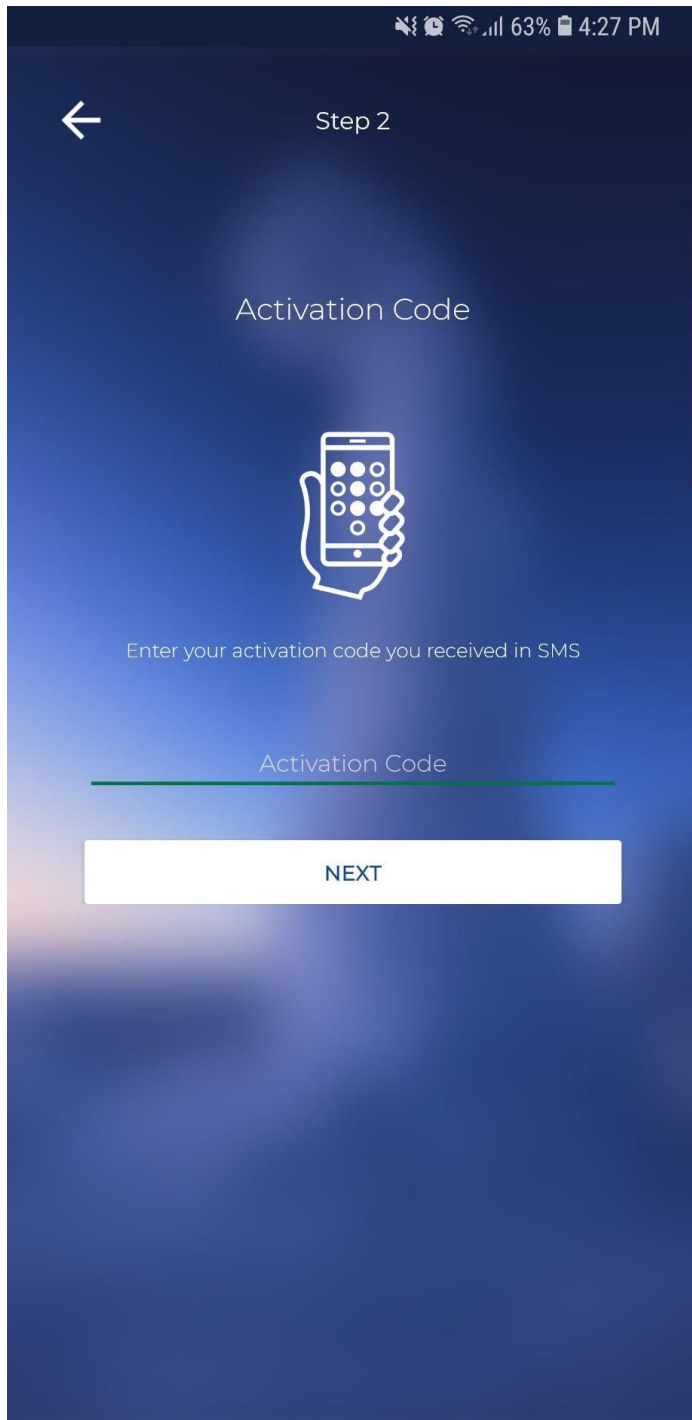 63% 4:27 PM
Step 2
Activation Code
Enter your activation code you received in SMS
Activation Code
NEXT